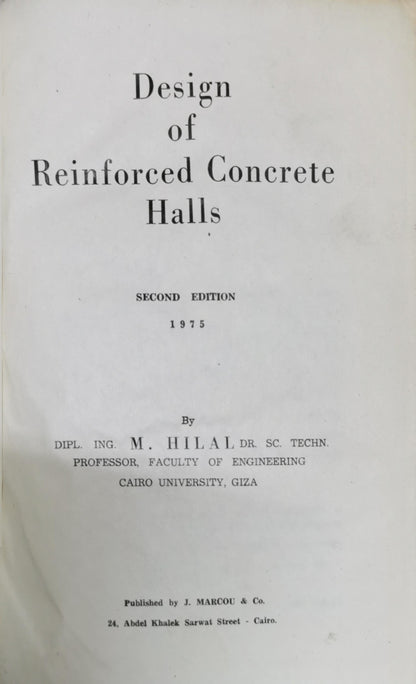 Design
of
Reinforced Concrete
Halls
SECOND EDITION
1975
By
DIPL. ING. M. HILAL DR. SC. TECHN.
PROFESSOR, FACULTY OF ENGINEERING
CAIRO UNIVERSITY, GIZA
Published by J. MARCOU & Co.
24, Abdel Khalek Sarwat Street - Cairo.